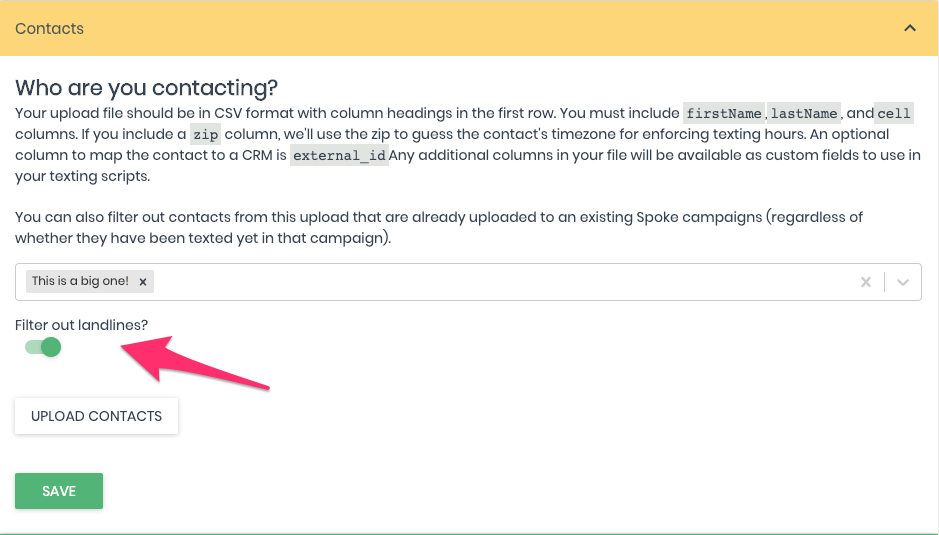 Contacts
Who are you contacting?
Your upload file should be in CSV format with column headings in the first row. You must include firstName, lastName, and cell
columns. If you include a zip column, we'll use the zip to guess the contact's timezone for enforcing texting hours. An optional
column to map the contact to a CRM is external_id Any additional columns in your file will be available as custom fields to use in
your texting scripts.
You can also filter out contacts from this upload that are already uploaded to an existing Spoke campaigns (regardless of
whether they have been texted yet in that campaign).
This is a big one! x
Filter out landlines?
UPLOAD CONTACTS
SAVE